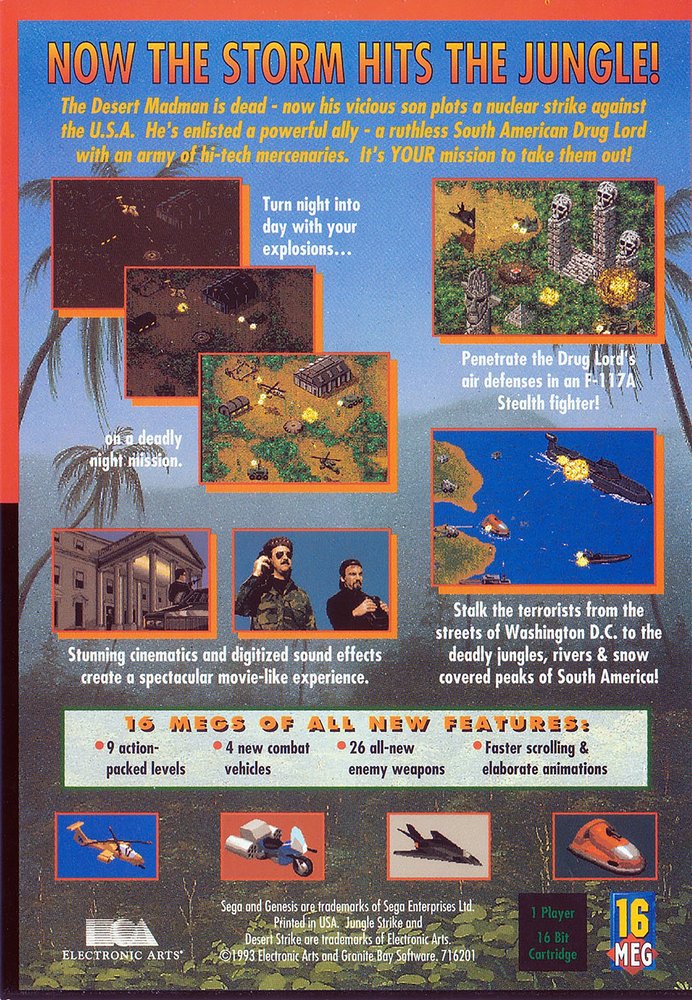 NOW THE STORM HITS THE JUNGLE!
The Desert Madman is dead - now his vicious son plots a nuclear strike against
the U.S.A. He's enlisted a powerful ally - a ruthless South American Drug Lord
with an army of hi-tech mercenaries. It's YOUR mission to take them out!
Turn night into
day with your
explosions...
on a deadly
night mission.
Penetrate the Drug Lord's
air defenses in an F-117A
Stealth fighter!
Stunning cinematics and digitized sound effects
create a spectacular movie-like experience.
Stalk the terrorists from the
streets of Washington D.C. to the
deadly jungles, rivers & snow
covered peaks of South America!
16 MEGS OF ALL NEW FEATURES:
• 9 action-
packed levels
• 4 new combat
vehicles
• 26 all-new
enemy weapons
• Faster scrolling &
elaborate animations
EA
ELECTRONIC ARTS®
Sega and Genesis are trademarks of Sega Enterprises Ltd.
Printed in USA. Jungle Strike and
Desert Strike are trademarks of Electronic Arts.
©1993 Electronic Arts and Granite Bay Software. 716201
1 Player
16 Bit
Cartridge
16
MEG